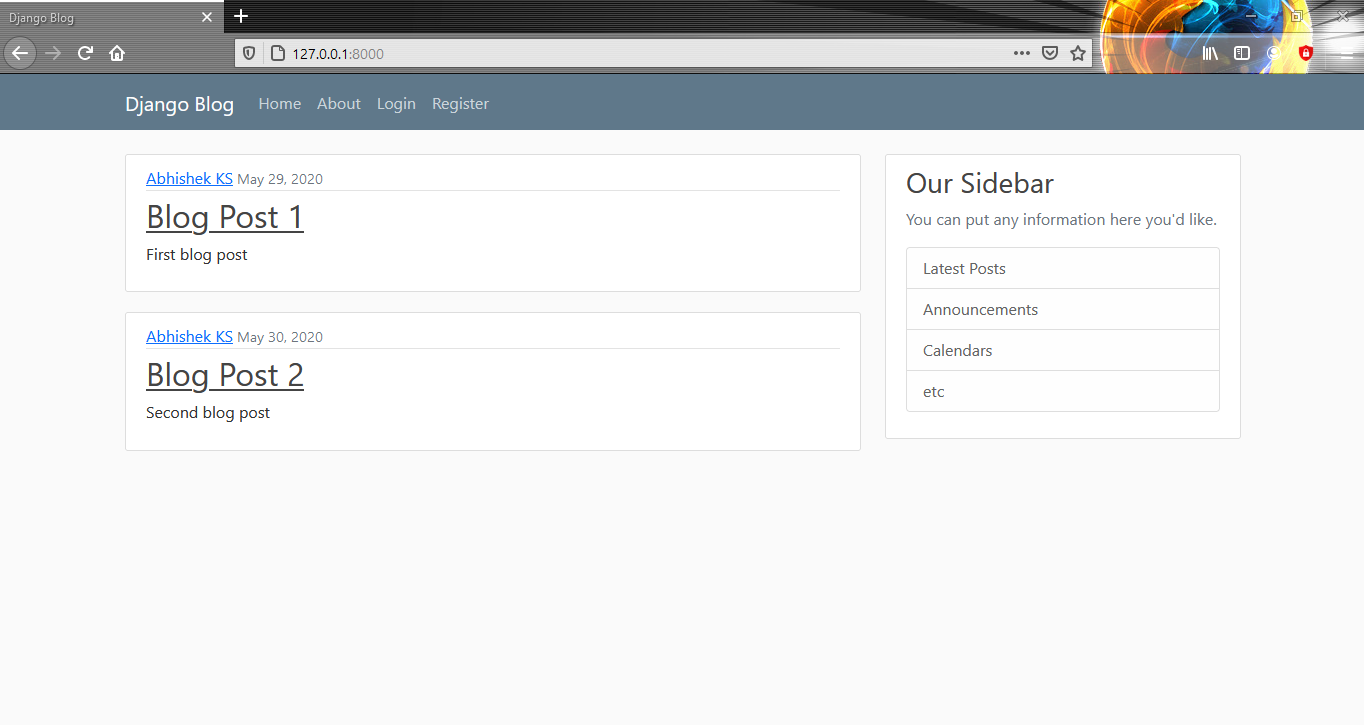 Django Blog
127.0.0.1:8000
Django Blog Home About Login Register
Abhishek KS May 29, 2020
Blog Post 1
First blog post
Abhishek KS May 30, 2020
Blog Post 2
Second blog post
Our Sidebar
You can put any information here you'd like.
Latest Posts
Announcements
Calendars
etc